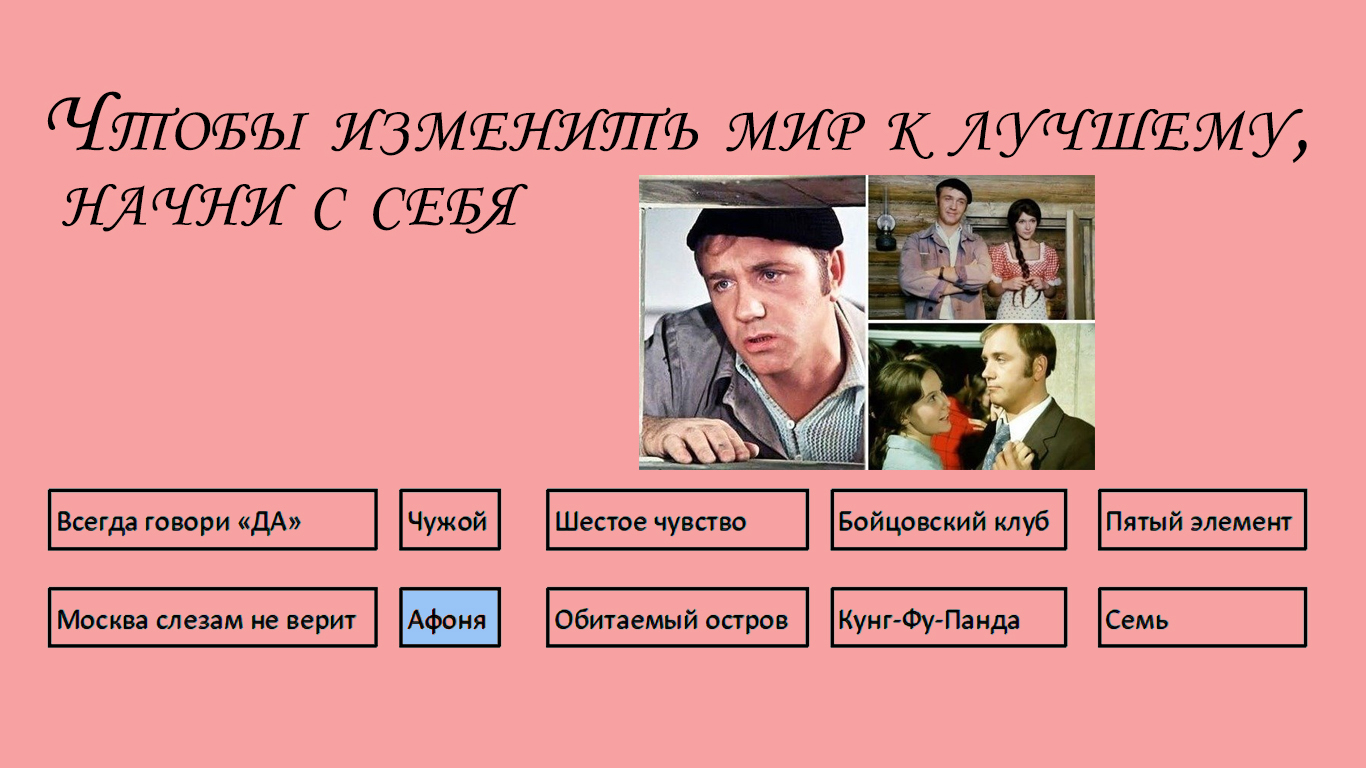 Чтобы изменить мир к лучшему,
начни с себя
Всегда говори «ДА»
Чужой
Шестое чувство
Бойцовский клуб
Пятый элемент
Москва слезам не верит
Афоня
Обитаемый остров
Кунг-Фу-Панда
Семь